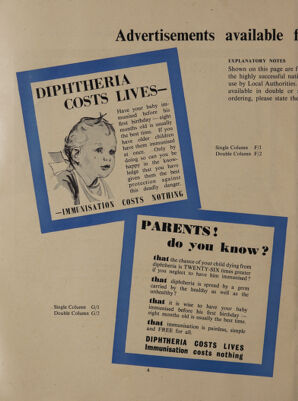 Advertisements available f
EXPLANATORY NOTES
Shown on this page are f
the highly successful nati
use by Local Authorities.
available in double or
ordering, please state the
DIPHTHERIA
COSTS LIVES—
Have your baby im-
munised before his
first birthday — eight
months old is usually
the best time. If you
have older children
have them immunised
at once. Only by
doing so can you be
happy in the know-
ledge that you have
given them the best
protection against
this deadly danger.
—IMMUNISATION COSTS NOTHING
Single Column F/1
Double Column F/2
PARENTS!
do you know?
that the chance of your child dying from
diphtheria is TWENTY-SIX times greater
if you neglect to have him immunised?
that diphtheria is spread by a germ
carried by the healthy as well as the
unhealthy?
that it is wise to have your baby
immunised before his first birthday —
eight months old is usually the best time.
that immunisation is painless, simple
and FREE for all.
DIPHTHERIA COSTS LIVES
Immunisation costs nothing
Single Column G/1
Double Column G/2
4